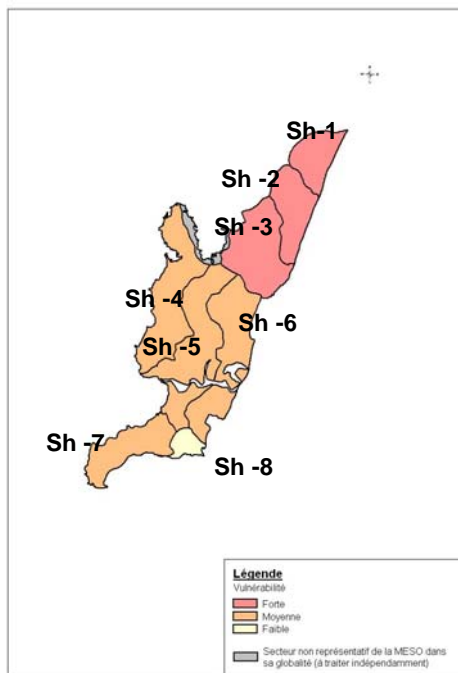 Sh-1
Sh -2
Sh -3
Sh -4
Sh -6
Sh -5
Sh -7
Sh -8
Légende
Vulnérabilité
Forte
Moyenne
Faible
Secteur non représentatif de la MESO dans
sa globalité (à traiter indépendamment)